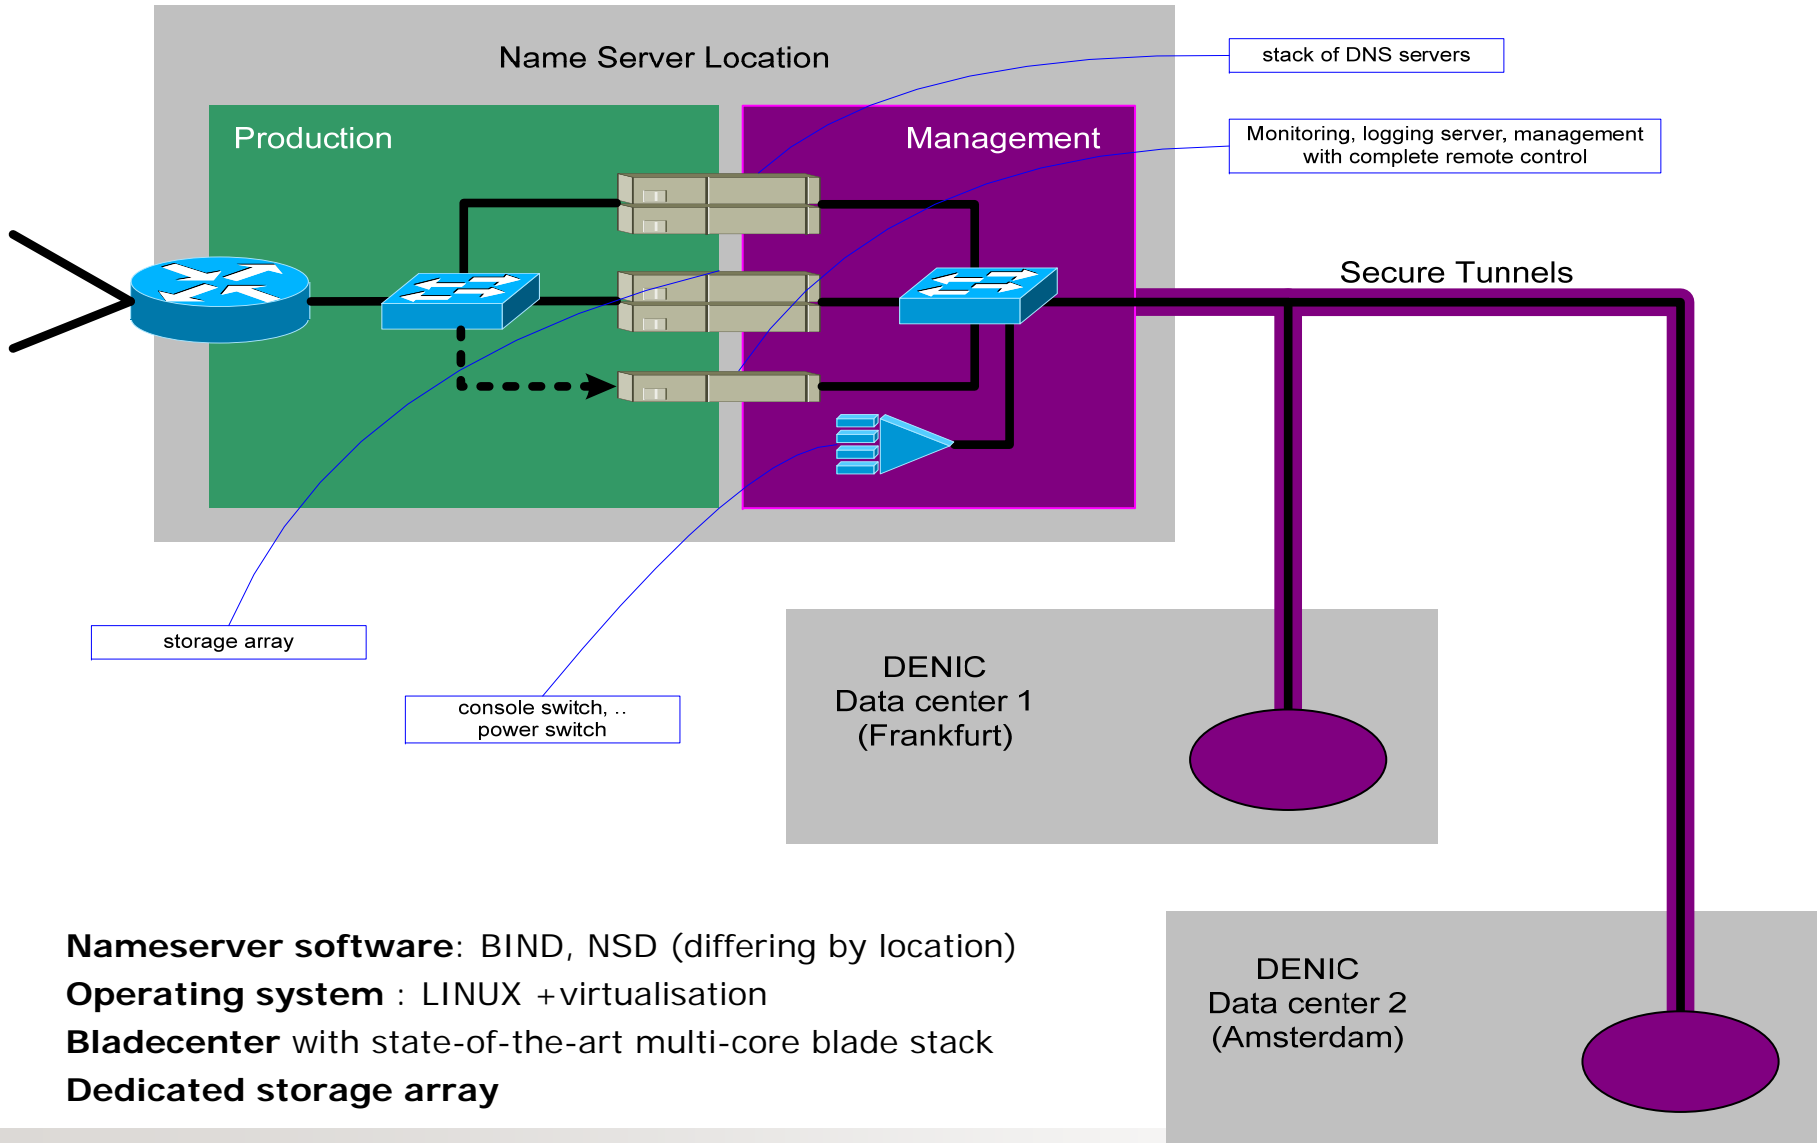 Name Server Location
stack of DNS servers
Production
Management
Monitoring, logging server, management
with complete remote control
Secure Tunnels
storage array
console switch, ..
power switch
DENIC
Data center 1
(Frankfurt)
Nameserver software: BIND, NSD (differing by location)
Operating system : LINUX +virtualisation
Bladecenter with state-of-the-art multi-core blade stack
Dedicated storage array
DENIC
Data center 2
(Amsterdam)